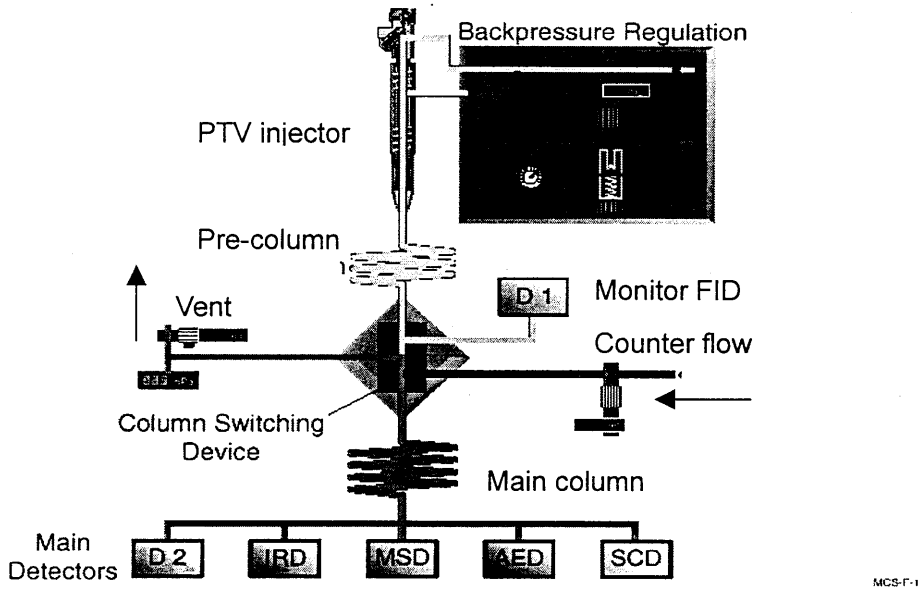 Backpressure Regulation
PTV injector
Pre-column
D 1
Monitor FID
Vent
Counter flow
Column Switching
Device
Main column
Main
Detectors
D 2
IRD
MSD
AED
SCD
MCS-F-1